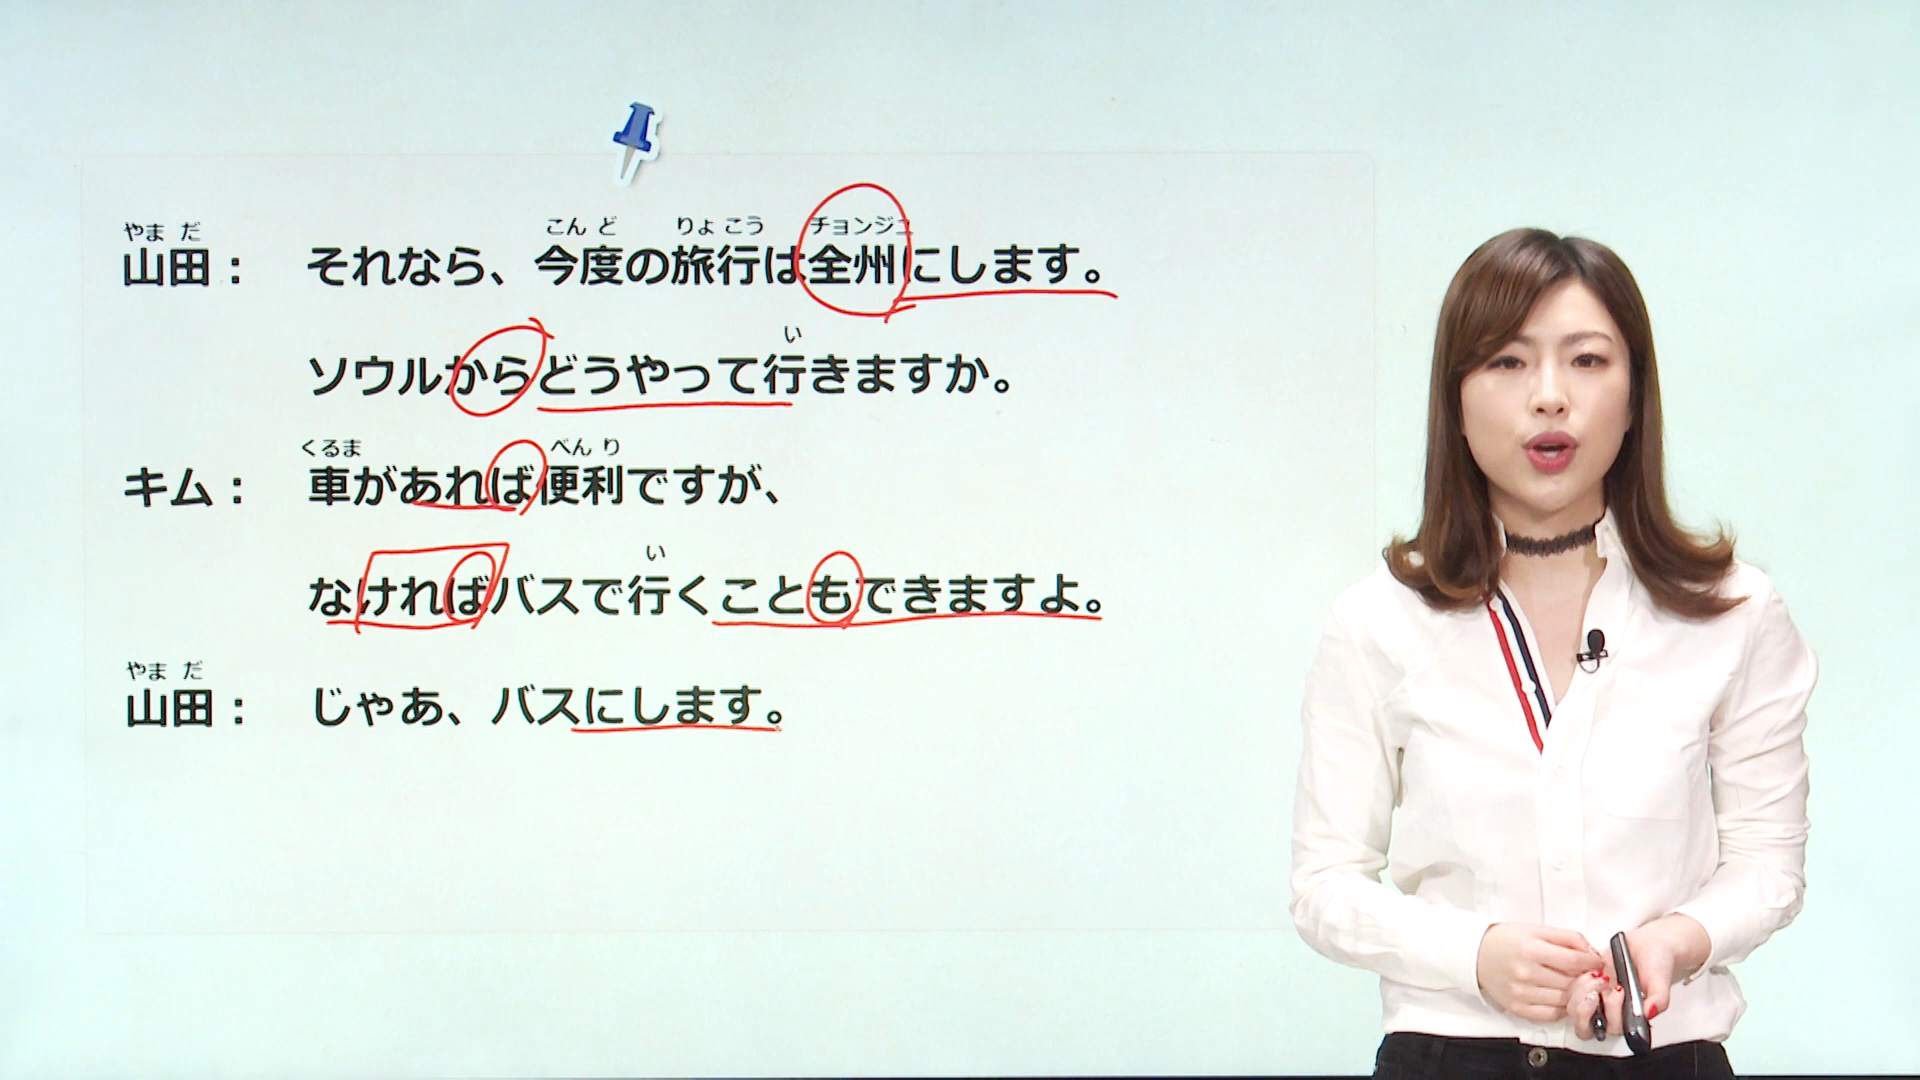 やま だ
こん ど りょ こう チョンジュ
山田： それなら、今度の旅行は全州にします。
い
ソウルからどうやって行きますか。
くるま べん り
キム： 車があれば便利ですが、
い
なければバスで行くこともできますよ。
やま だ
山田： じゃあ、バスにします。